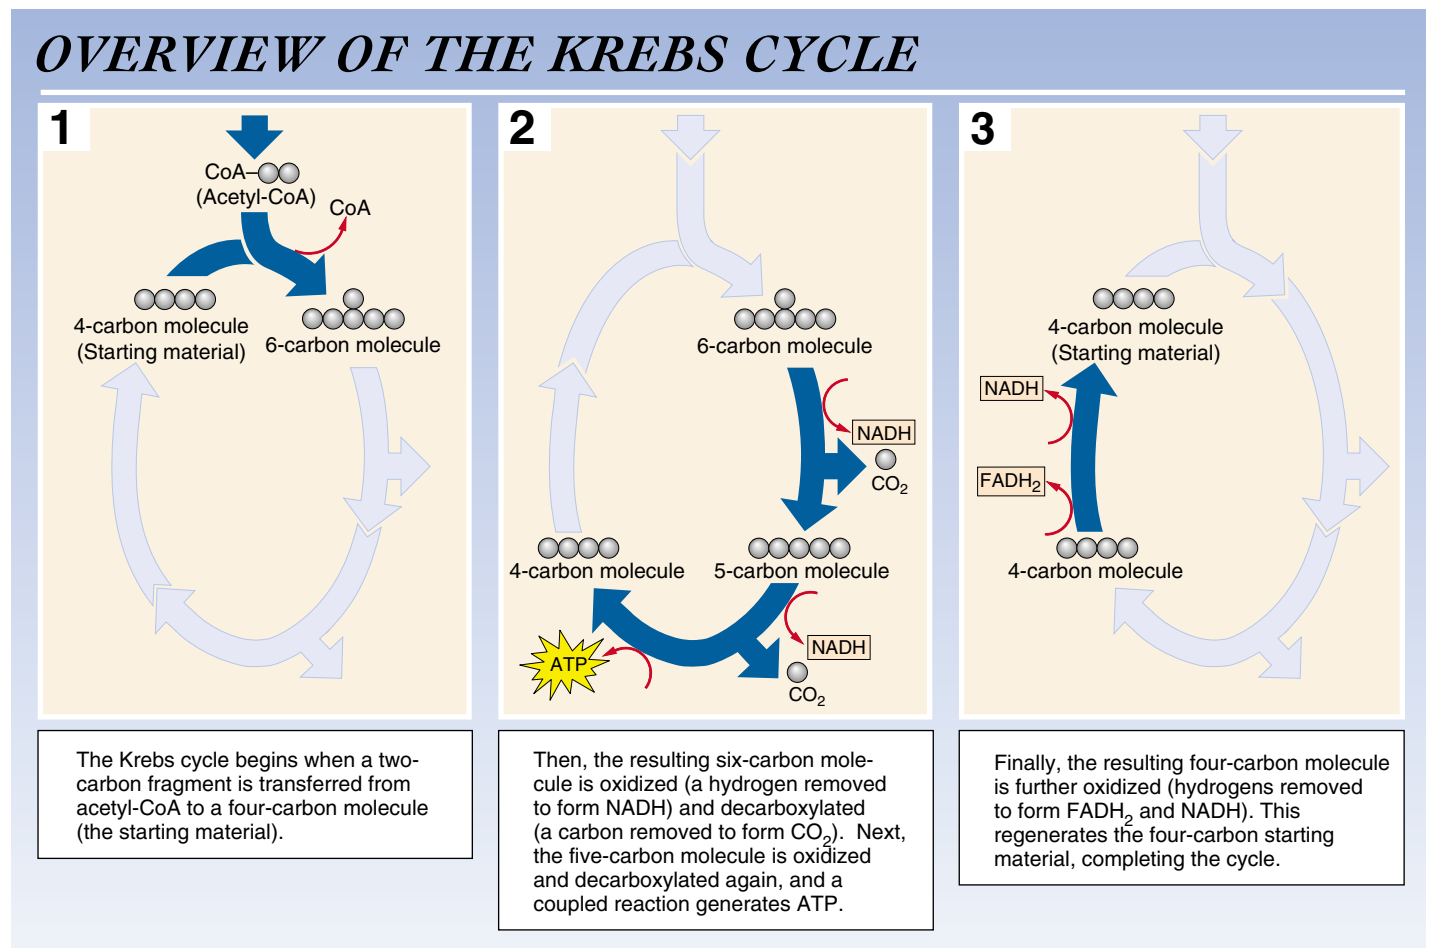 OVERVIEW OF THE KREBS CYCLE
1
CoA
(Acetyl-CoA)
CoA
4-carbon molecule
(Starting material)
6-carbon molecule
The Krebs cycle begins when a two-
carbon fragment is transferred from
acetyl-CoA to a four-carbon molecule
(the starting material).
2
6-carbon molecule
NADH
CO2
4-carbon molecule
5-carbon molecule
NADH
ATP
CO2
Then, the resulting six-carbon mole-
cule is oxidized (a hydrogen removed
to form NADH) and decarboxylated
(a carbon removed to form CO2).  Next,
the five-carbon molecule is oxidized
and decarboxylated again, and a
coupled reaction generates ATP.
3
4-carbon molecule
(Starting material)
NADH
FADH2
4-carbon molecule
Finally, the resulting four-carbon molecule
is further oxidized (hydrogens removed
to form FADH2 and NADH). This
regenerates the four-carbon starting
material, completing the cycle.